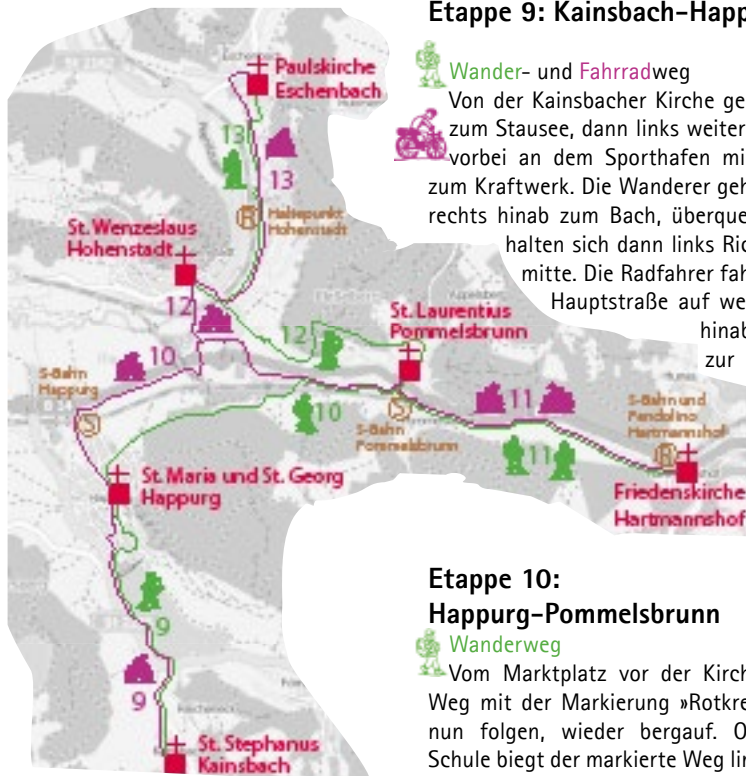 Etappe 9: Kainsbach-Happ
Wander- und Fahrradweg
Von der Kainsbacher Kirche ge
zum Stausee, dann links weiter
vorbei an dem Sporthafen mi
zum Kraftwerk. Die Wanderer geh
rechts hinab zum Bach, überque
halten sich dann links Ric
mitte. Die Radfahrer fah
Hauptstraße auf we
hinab
zur
Paulskirche
Eschenbach
13
13
R
Haltepunkt
Hohenstadt
St. Wenzeslaus
Hohenstadt
12
12
St. Laurentius
Pommelsbrunn
10
S-Bahn
Happurg
S
10
S
S-Bahn
Pommelsbrunn
11
11
S-Bahn und
Pendolino
Hartmannshof
R
Friedenskirche
Hartmannshof
St. Maria und St. Georg
Happurg
9
9
St. Stephanus
Kainsbach
Etappe 10:
Happurg-Pommelsbrunn
Wanderweg
Vom Marktplatz vor der Kirch
Weg mit der Markierung »Rotkre
nun folgen, wieder bergauf. O
Schule biegt der markierte Weg lin